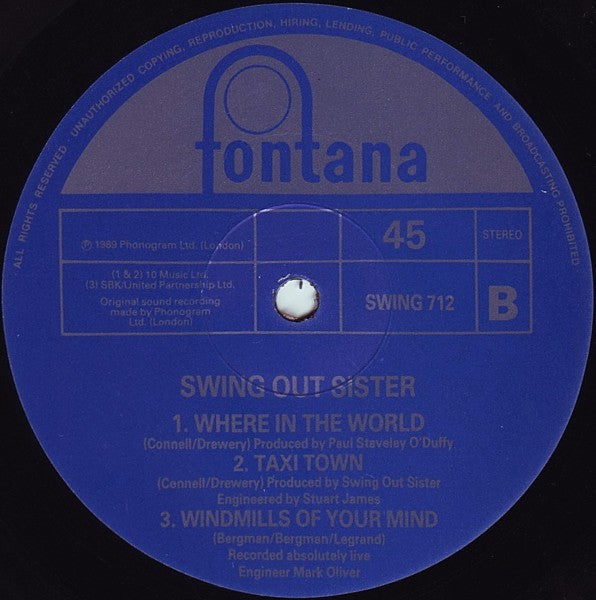 ALL RIGHTS RESERVED · UNAUTHORIZED COPYING, REPRODUCTION, HIRING, LENDING, PUBLIC PERFORMANCE AND BROADCASTING PROHIBITED
fontana
℗ 1989 Phonogram Ltd. (London)
45
STEREO
(1 & 2) 10 Music Ltd.
(3) SBK/United Partnership Ltd.
Original sound recording
made by Phonogram
Ltd. (London)
SWING 712
B
SWING OUT SISTER
1. WHERE IN THE WORLD
(Connell/Drewery) Produced by Paul Staveley O'Duffy
2. TAXI TOWN
(Connell/Drewery) Produced by Swing Out Sister
Engineered by Stuart James
3. WINDMILLS OF YOUR MIND
(Bergman/Bergman/Legrand)
Recorded absolutely live
Engineer Mark Oliver